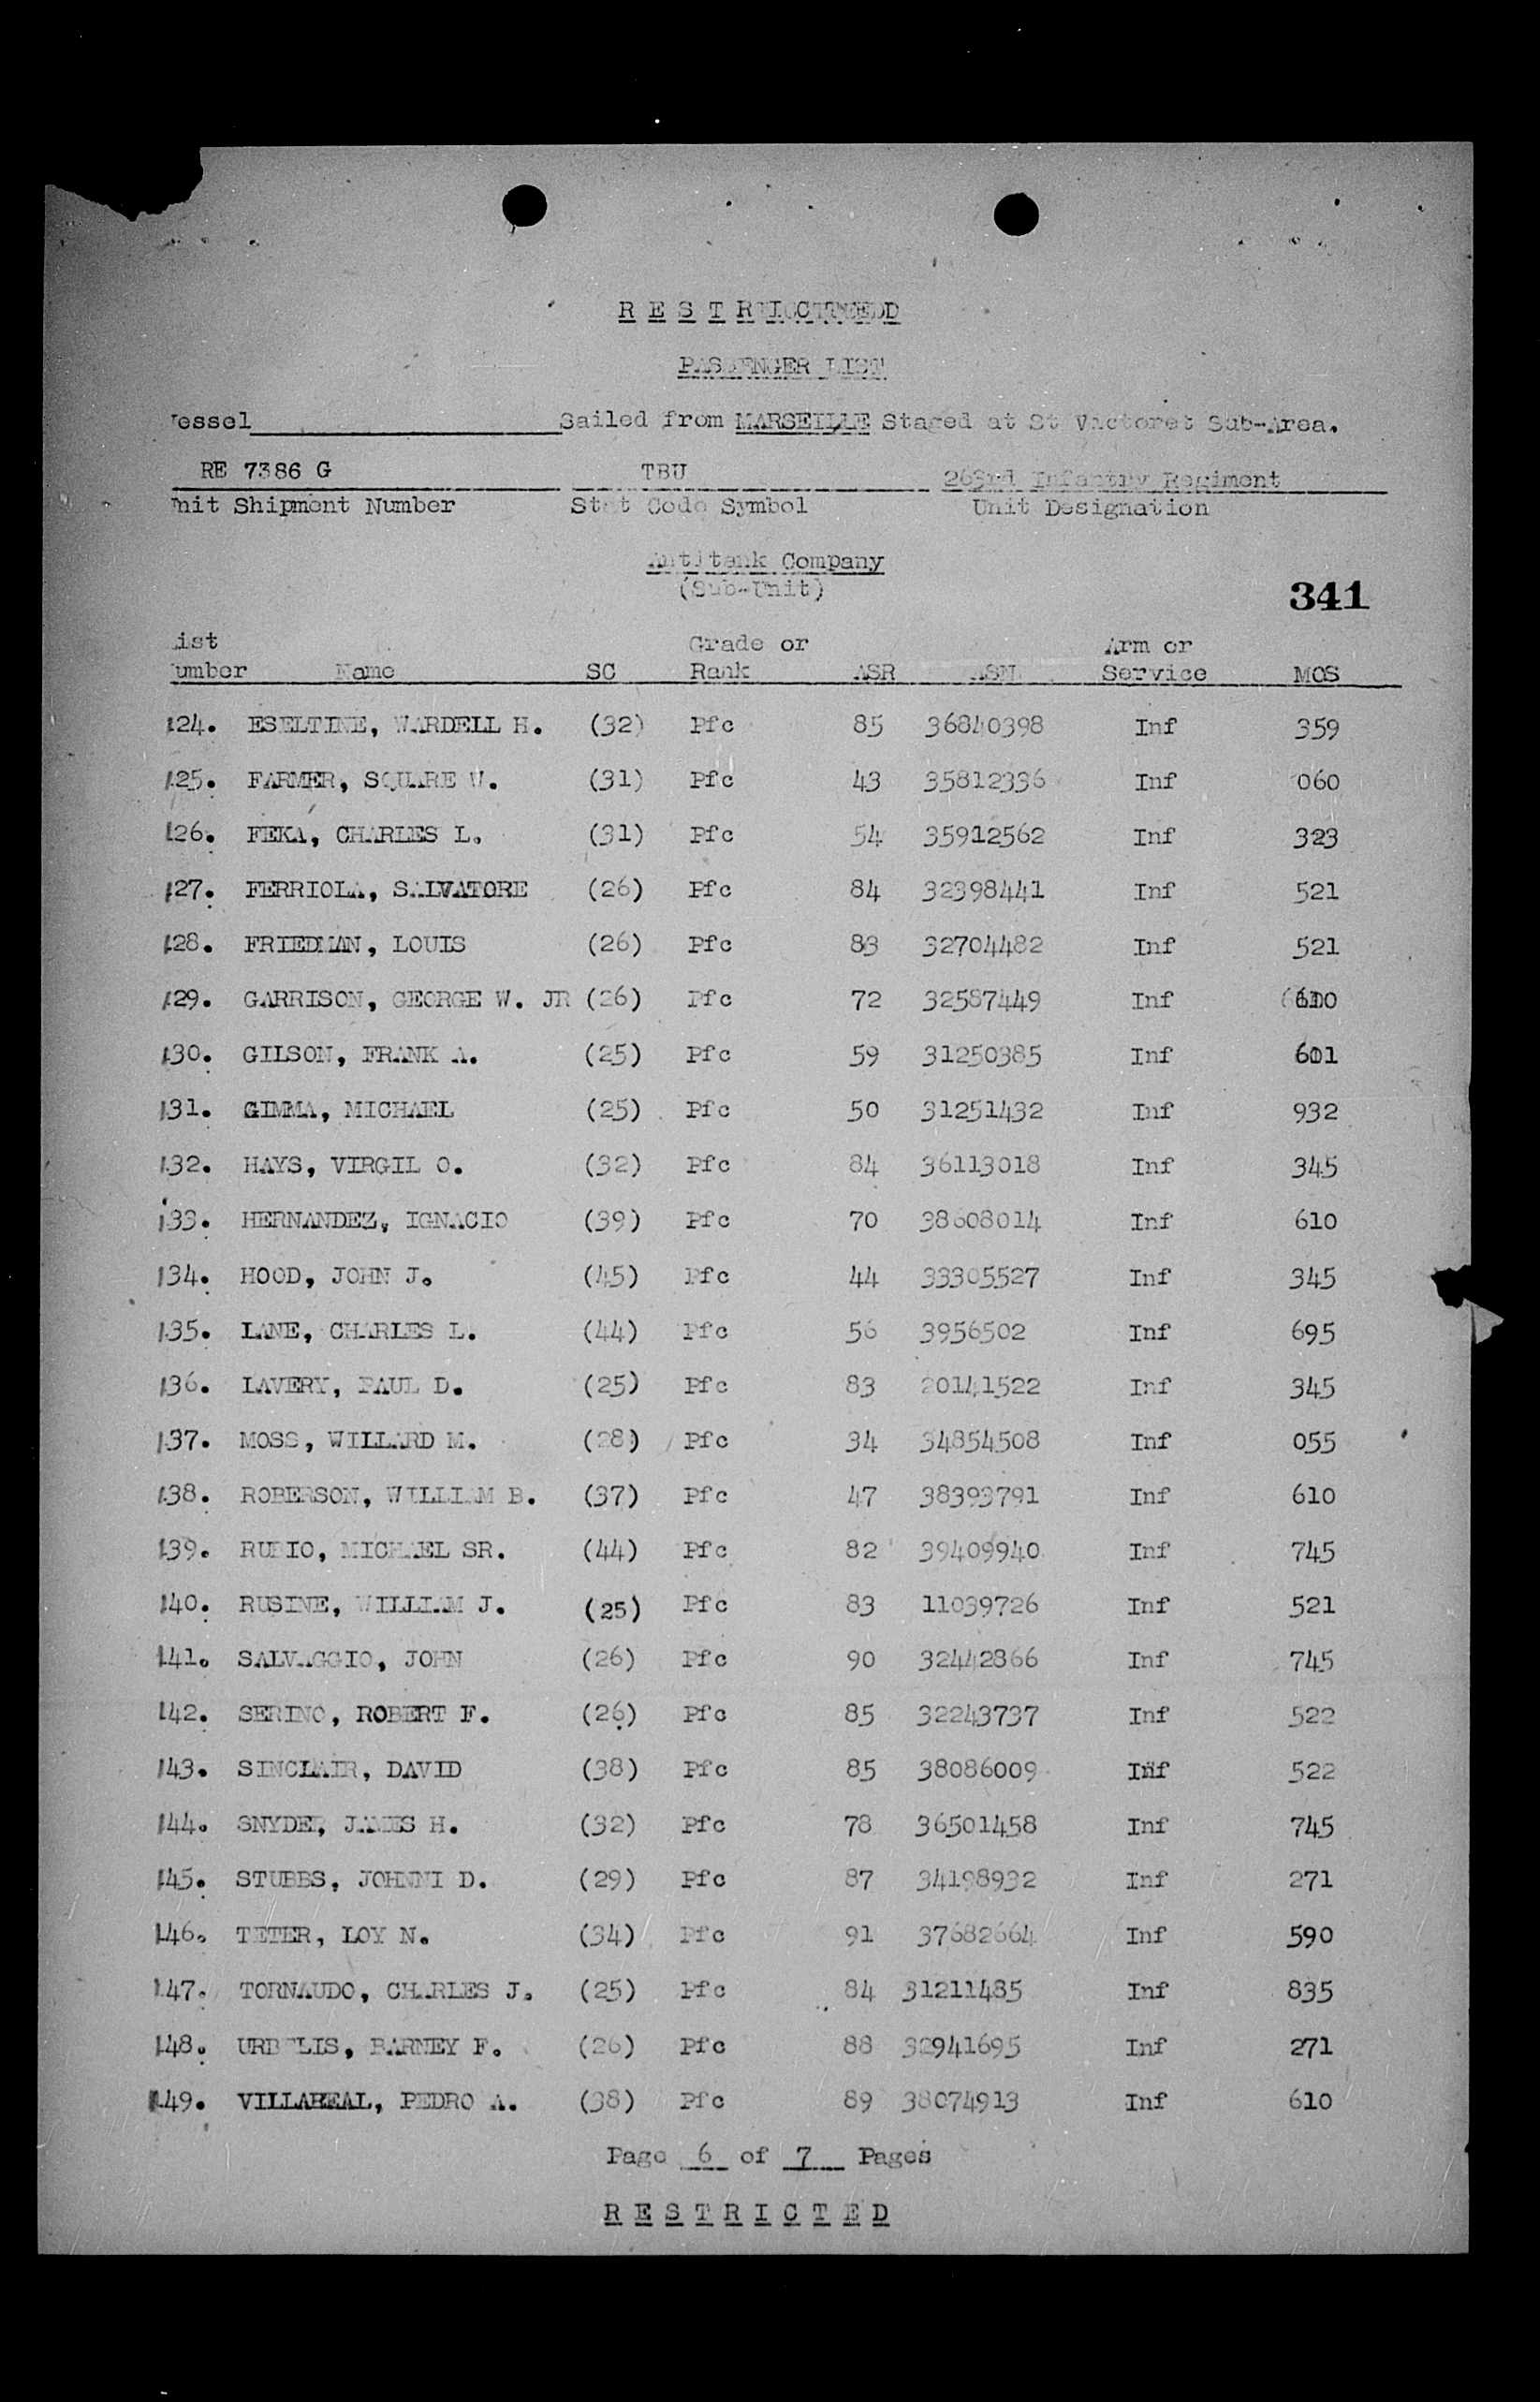 R E S T R I C T E D
PASSENGER LIST
Vessel Sailed from MARSEILLE Staged at St Victoret Sub-Area.
RE 7386 G TBU 263rd Infantry Regiment
Unit Shipment Number Stat Code Symbol Unit Designation
Antitank Company
(Sub-Unit)
341
List Grade or Arm or
Number Name SC Rank ASR ASN Service MOS
124. ESELTINE, WARDELL H. (32) Pfc 85 36840398 Inf 359
125. FARMER, SQUARE W. (31) Pfc 43 35812336 Inf 060
126. FEKA, CHARLES L. (31) Pfc 54 35912562 Inf 323
127. FERRIOLA, SALVATORE (26) Pfc 84 32398441 Inf 521
128. FRIEDMAN, LOUIS (26) Pfc 83 32704482 Inf 521
129. GARRISON, GEORGE W. JR (26) Pfc 72 32587449 Inf 610
130. GILSON, FRANK A. (25) Pfc 59 31250385 Inf
131. GIMMA, MICHAEL (25) Pfc 50 31251432 Inf 932
132. HAYS, VIRGIL O. (32) Pfc 84 36113018 Inf 345
133. HERNANDEZ, IGNACIO (39) Pfc 70 38608014 Inf 610
134. HOOD, JOHN J. (45) Pfc 44 33305527 Inf 345
135. LANE, CHARLES L. (44) Pfc 56 3956502 Inf 695
136. LAVERY, PAUL D. (25) Pfc 83 20141522 Inf 345
137. MOSS, WILLARD M. (28) Pfc 34 34854508 Inf 055
138. ROBERSON, WILLIAM B. (37) Pfc 47 38393791 Inf 610
139. RUBIO, MICHAEL SR. (44) Pfc 82 39409940 Inf 745
140. RUSINE, WILLIAM J. (25) Pfc 83 11039726 Inf 521
141. SALVAGGIO, JOHN (26) Pfc 90 32442866 Inf 745
142. SERINO, ROBERT F. (26) Pfc 85 32243737 Inf 522
143. SINCLAIR, DAVID (38) Pfc 85 38086009 Inf 522
144. SNYDER, JAMES H. (32) Pfc 78 36501458 Inf 745
145. STUBBS, JOHNNI D. (29) Pfc 87 34198932 Inf 271
146. TETER, LOY N. (34) Pfc 91 37682664 Inf 590
147. TORNAUDO, CHARLES J. (25) Pfc 84 31211485 Inf 835
148. URBELIS, BARNEY F. (26) Pfc 88 32941695 Inf 271
149. VILLAREAL, PEDRO A. (38) Pfc 89 38074913 Inf 610
Page 6 of 7 Pages
R E S T R I C T E D